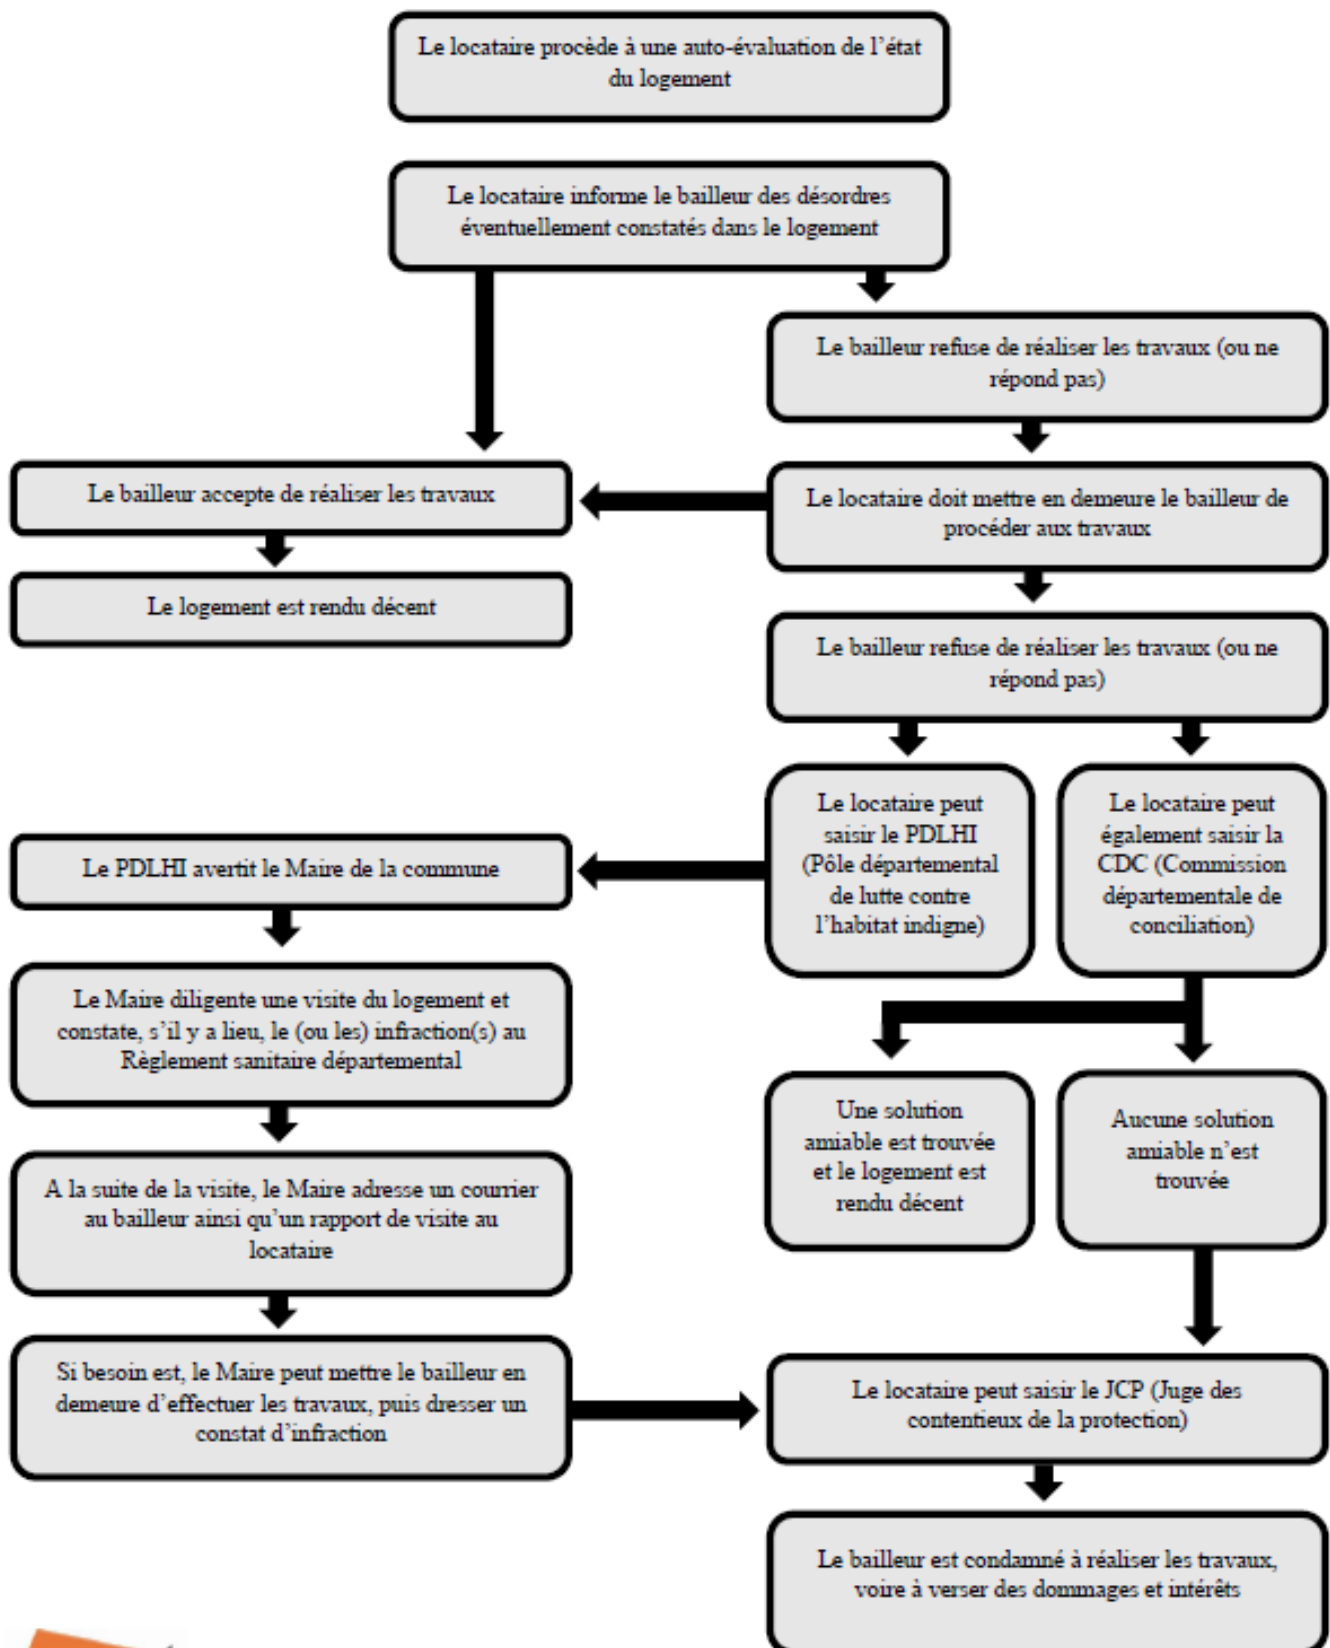 Le locataire procède à une auto-évaluation de l'état
du logement
Le locataire informe le bailleur des désordres
éventuellement constatés dans le logement
Le bailleur refuse de réaliser les travaux (ou ne
répond pas)
Le bailleur accepte de réaliser les travaux
Le locataire doit mettre en demeure le bailleur de
procéder aux travaux
Le logement est rendu décent
Le bailleur refuse de réaliser les travaux (ou ne
répond pas)
Le locataire peut
saisir le PDLHI
(Pôle départemental
de lutte contre
l'habitat indigne)
Le locataire peut
également saisir la
CDC (Commission
départementale de
conciliation)
Le PDLHI avertit le Maire de la commune
Le Maire diligente une visite du logement et
constate, s'il y a lieu, le (ou les) infraction(s) au
Règlement sanitaire départemental
Une solution
amiable est trouvée
et le logement est
rendu décent
Aucune solution
amiable n'est
trouvée
A la suite de la visite, le Maire adresse un courrier
au bailleur ainsi qu'un rapport de visite au
locataire
Si besoin est, le Maire peut mettre le bailleur en
demeure d'effectuer les travaux, puis dresser un
constat d'infraction
Le locataire peut saisir le JCP (Juge des
contentieux de la protection)
Le bailleur est condamné à réaliser les travaux,
voire à verser des dommages et intérêts